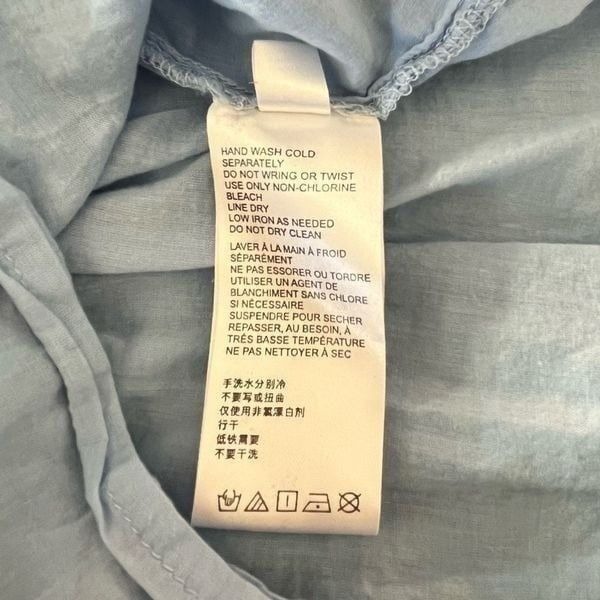 HAND WASH COLD
SEPARATELY
DO NOT WRING OR TWIST
USE ONLY NON-CHLORINE
BLEACH
LINE DRY
LOW IRON AS NEEDED
DO NOT DRY CLEAN
LAVER À LA MAIN À FROID
SÉPARÉMENT
NE PAS ESSORER OU TORDRE
UTILISER UN AGENT DE
BLANCHIMENT SANS CHLORE
SI NÉCESSAIRE
SUSPENDRE POUR SECHER
REPASSER, AU BESOIN, À
TRÉS BASSE TEMPÉRATURE
NE PAS NETTOYER À SEC
手洗水分别冷
不要写或扭曲
仅使用非氯漂白剂
行干
低铁需要
不要干洗